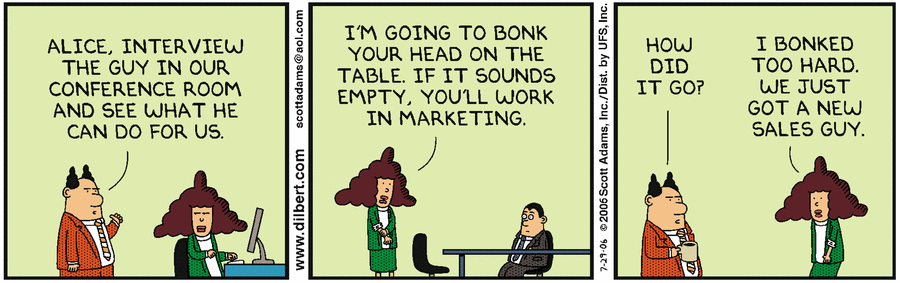 ALICE, INTERVIEW
THE GUY IN OUR
CONFERENCE ROOM
AND SEE WHAT HE
CAN DO FOR US.
www.dilbert.com
scottadams@aol.com
I'M GOING TO BONK
YOUR HEAD ON THE
TABLE. IF IT SOUNDS
EMPTY, YOU'LL WORK
IN MARKETING.
7-29-06 © 2006 Scott Adams, Inc./Dist. by UFS, Inc.
HOW
DID
IT GO?
I BONKED
TOO HARD.
WE JUST
GOT A NEW
SALES GUY.